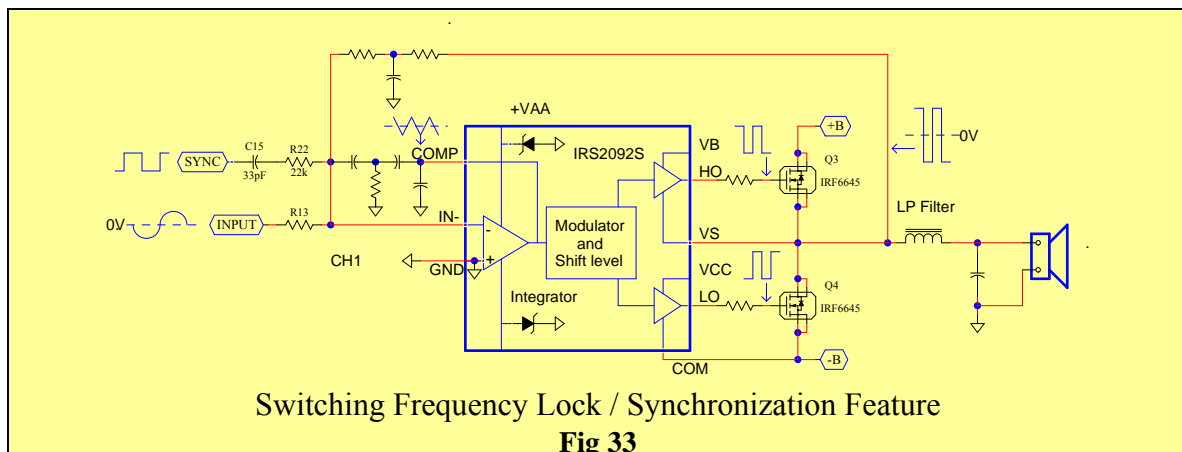 +VAA
IRS2092S
VB
+B
0V
COMP
HO
Q3
IRF6645
C15
R22
SYNC
33pF
22k
LP Filter
R13
0V
INPUT
IN-
-
+
Modulator
and
Shift level
VS
CH1
GND
VCC
Q4
LO
IRF6645
Integrator
COM
-B
Switching Frequency Lock / Synchronization Feature
Fig 33